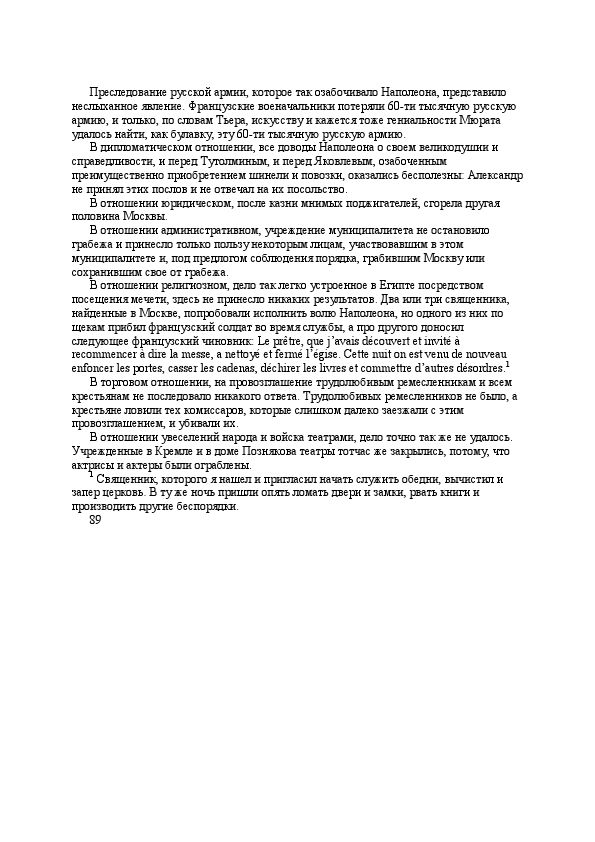 Преследование русской армии, которое так озабочивало Наполеона, представило
неслыханное явление. Французские военачальники потеряли 60-ти тысячную русскую
армию, и только, по словам Тьера, искусству и кажется тоже гениальности Мюрата
удалось найти, как булавку, эту 60-ти тысячную русскую армию.
В дипломатическом отношении, все доводы Наполеона о своем великодушии и
справедливости, и перед Тутолминым, и перед Яковлевым, озабоченным
преимущественно приобретением шинели и повозки, оказались бесполезны: Александр
не принял этих послов и не отвечал на их посольство.
В отношении юридическом, после казни мнимых поджигателей, сгорела другая
половина Москвы.
В отношении административном, учреждение муниципалитета не остановило
грабежа и принесло только пользу некоторым лицам, участвовавшим в этом
муниципалитете и, под предлогом соблюдения порядка, грабившим Москву или
сохранившим свое от грабежа.
В отношении религиозном, дело так легко устроенное в Египте посредством
посещения мечети, здесь не принесло никаких результатов. Два или три священника,
найденные в Москве, попробовали исполнить волю Наполеона, но одного из них по
щекам прибил французский солдат во время службы, а про другого доносил
следующее французский чиновник: Le prêtre, que j’avais découvert et invité à
recommencer à dire la messe, a nettoyé et fermé l’égise. Cette nuit on est venu de nouveau
enfoncer les portes, casser les cadenas, déchirer les livres et commettre d’autres désordres.¹
В торговом отношении, на провозглашение трудолюбивым ремесленникам и всем
крестьянам не последовало никакого ответа. Трудолюбивых ремесленников не было, а
крестьяне ловили тех комиссаров, которые слишком далеко заезжали с этим
провозглашением, и убивали их.
В отношении увеселений народа и войска театрами, дело точно так же не удалось.
Учрежденные в Кремле и в доме Познякова театры тотчас же закрылись, потому, что
актрисы и актеры были ограблены.
¹ Священник, которого я нашел и пригласил начать служить обедни, вычистил и
запер церковь. В ту же ночь пришли опять ломать двери и замки, рвать книги и
производить другие беспорядки.
89